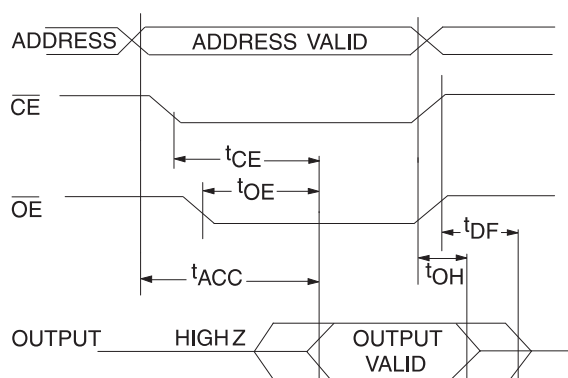 ADDRESS ADDRESS VALID
CE
tCE
tOE
OE
tDF
tACC
tOH
OUTPUT HIGH Z OUTPUT
VALID